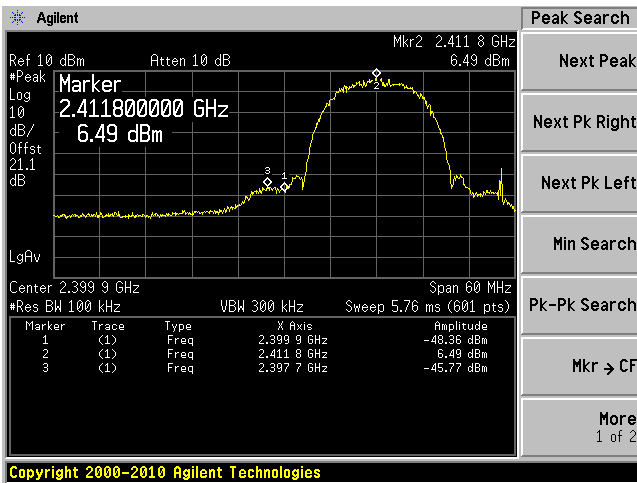 Agilent
Peak Search
Mkr2 2.411 8 GHz
Ref 10 dBm Atten 10 dB 6.49 dBm
#Peak
Log
10
dB/
Offst
21.1
dB
LgAv
Marker
2.411800000 GHz
6.49 dBm
2
3
1
Center 2.399 9 GHz Span 60 MHz
#Res BW 100 kHz VBW 300 kHz Sweep 5.76 ms (601 pts)
Marker Trace Type X Axis Amplitude
1 (1) Freq 2.399 9 GHz -48.36 dBm
2 (1) Freq 2.411 8 GHz 6.49 dBm
3 (1) Freq 2.397 7 GHz -45.77 dBm
Next Peak
Next Pk Right
Next Pk Left
Min Search
Pk-Pk Search
Mkr → CF
More
1 of 2
Copyright 2000-2010 Agilent Technologies